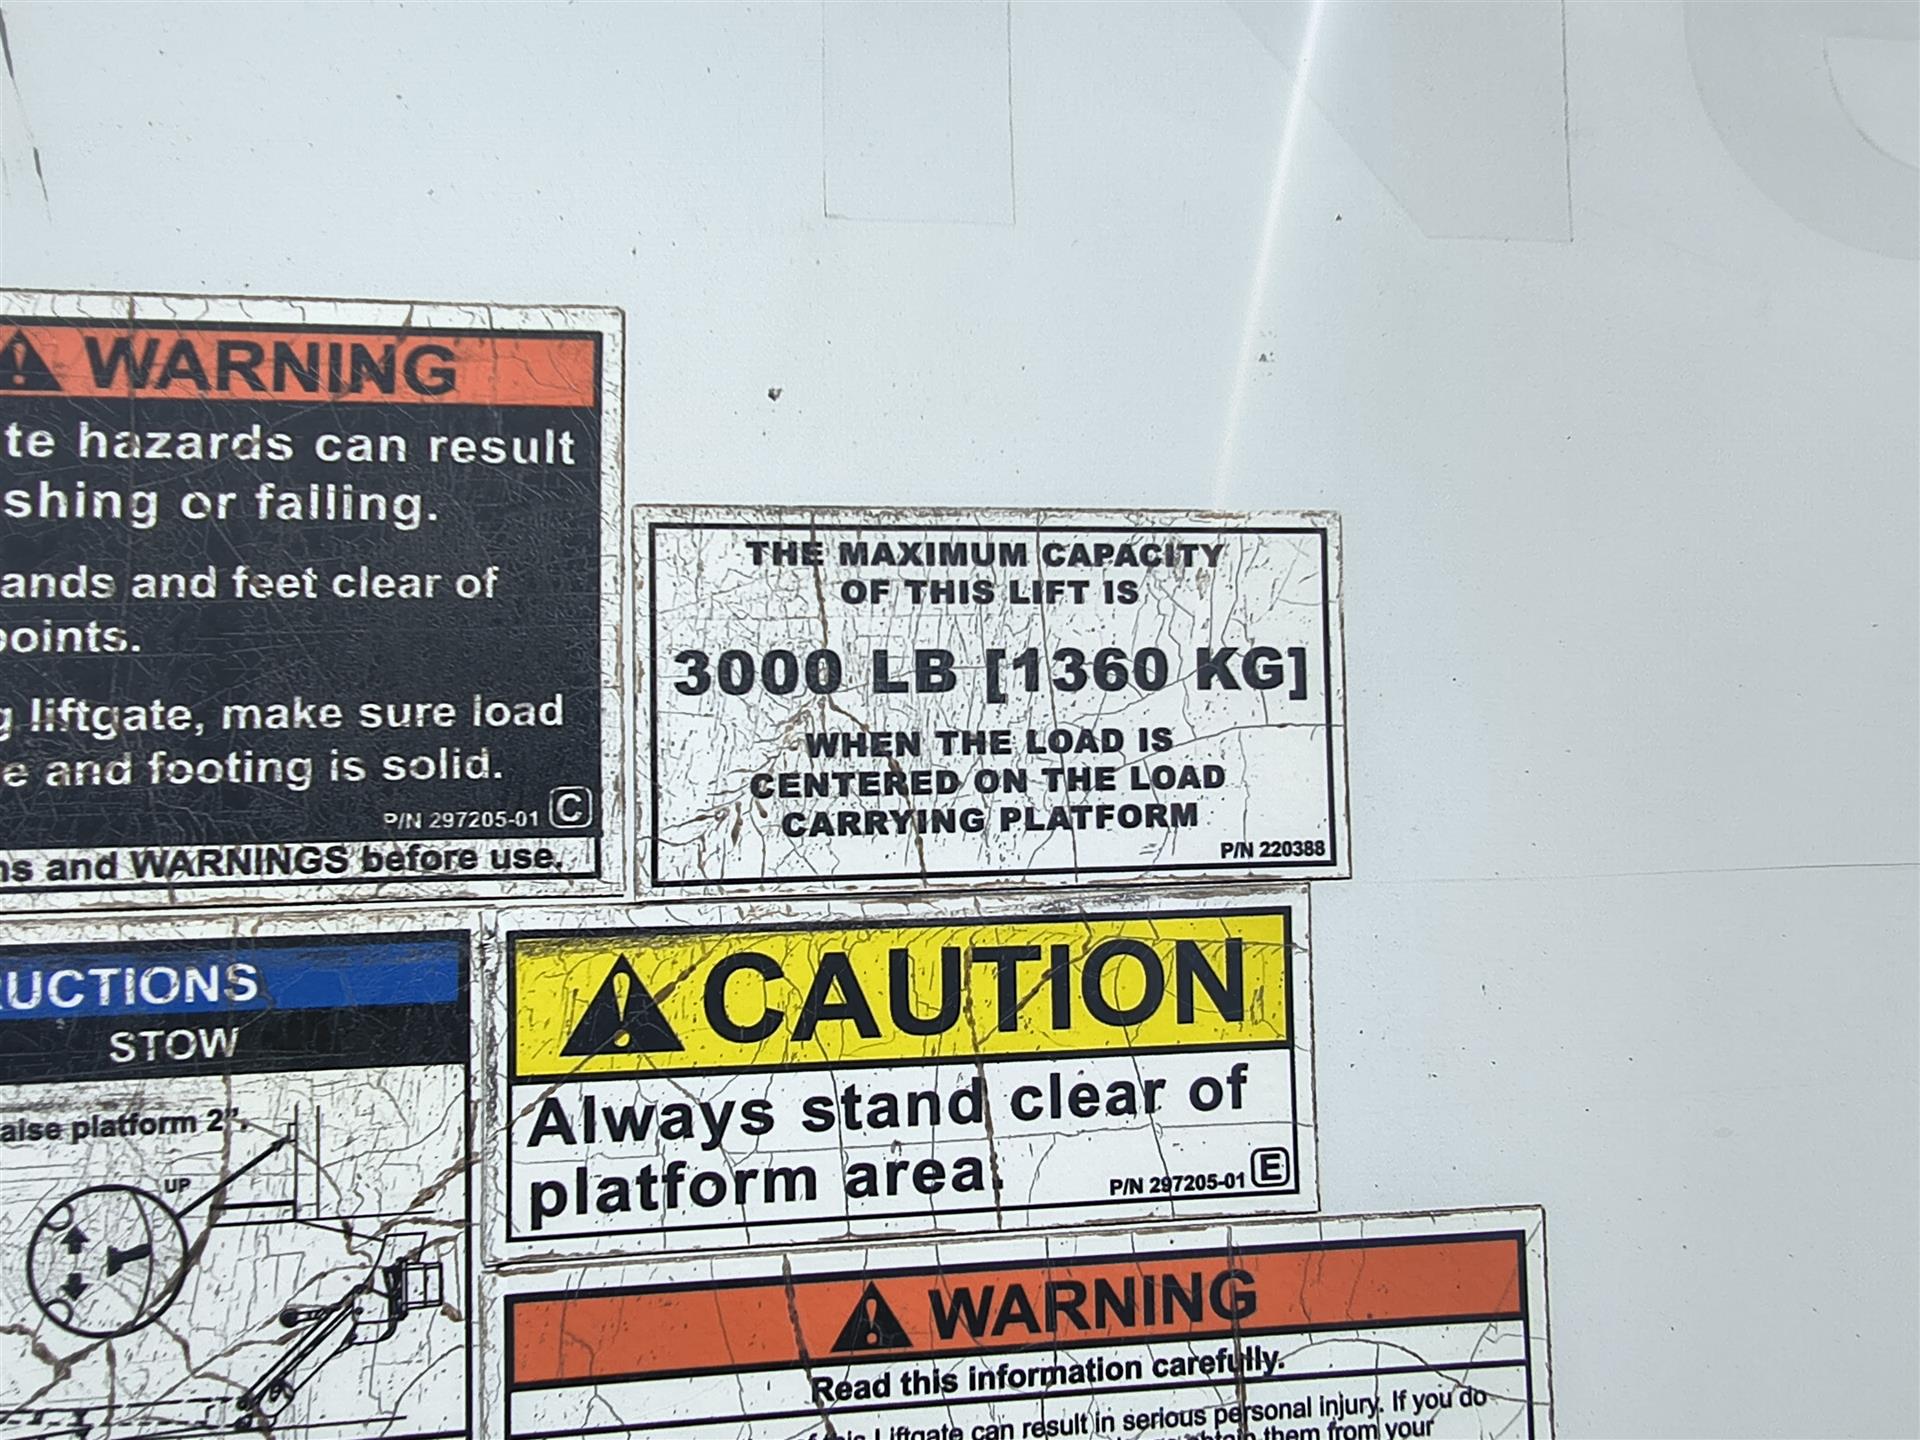 WARNING
te hazards can result
shing or falling.
ands and feet clear of
points.
g liftgate, make sure load
e and footing is solid.
P/N 297205-01 C
ns and WARNINGS before use.
THE MAXIMUM CAPACITY
OF THIS LIFT IS
3000 LB [1360 KG]
WHEN THE LOAD IS
CENTERED ON THE LOAD
CARRYING PLATFORM
P/N 220388
RUCTIONS
STOW
aise platform 2".
UP
CAUTION
Always stand clear of
platform area.
P/N 297205-01 E
WARNING
Read this information carefully.
this Liftgate can result in serious personal injury. If you do
obtain them from your